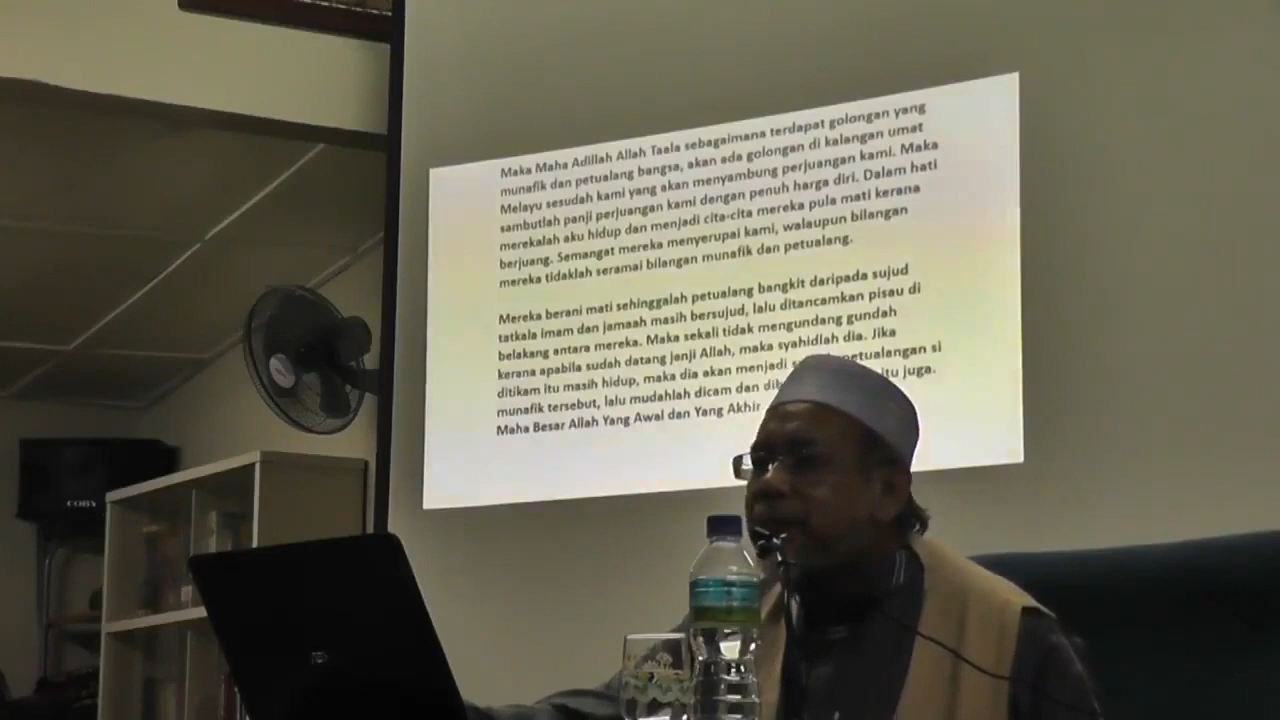 Maka Maha Adillah Allah Taala sebagaimana terdapat golongan yang
munafik dan petualang bangsa, akan ada golongan di kalangan umat
Melayu sesudah kami yang akan menyambung perjuangan kami. Maka
sambutlah panji perjuangan kami dengan penuh harga diri. Dalam hati
merekalah aku hidup dan menjadi cita-cita mereka pula mati kerana
berjuang. Semangat mereka menyerupai kami, walaupun bilangan
mereka tidaklah seramai bilangan munafik dan petualang.
Mereka berani mati sehinggalah petualang bangkit daripada sujud
tatkala imam dan jamaah masih bersujud, lalu ditancamkan pisau di
belakang antara mereka. Maka sekali tidak mengundang gundah
kerana apabila sudah datang janji Allah, maka syahidlah dia. Jika
ditikam itu masih hidup, maka dia akan menjadi petualangan si
munafik tersebut, lalu mudahlah dicam dan itu juga.
Maha Besar Allah Yang Awal dan Yang Akhir
COBY
hp